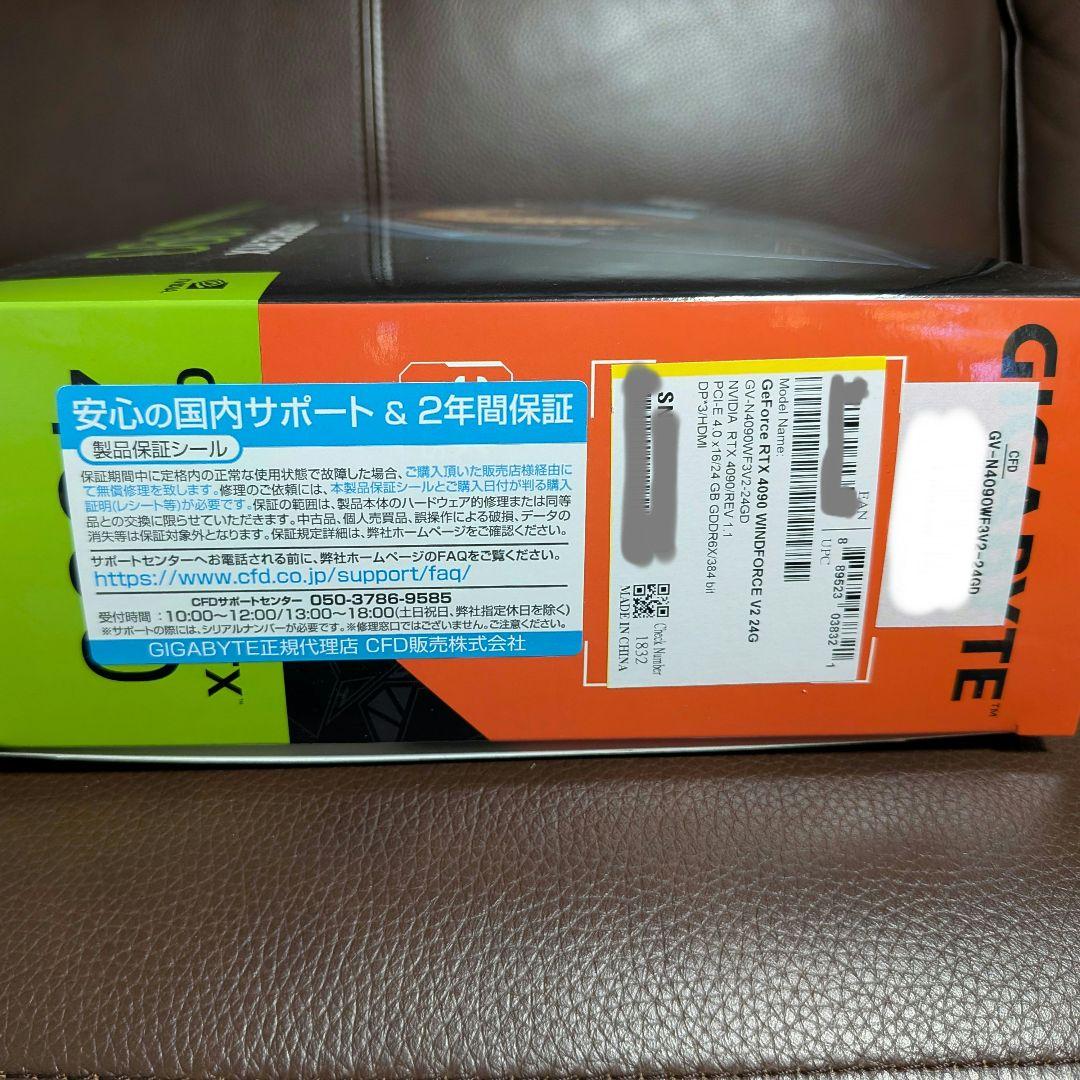 安心の国内サポート & 2年間保証
製品保証シール
保証期間中に定格内の正常な使用状態で故障した場合、ご購入頂いた販売店様経由に
て無償修理を致します。修理のご依頼には、本製品保証シールとご購入日付が判る購入
証明(レシート等)が必要です。保証の範囲は、製品本体のハードウェア的修理または同等
品との交換に限らせていただきます。中古品、個人売買品、誤操作による破損、データの
消失等は保証対象外となります。保証規定詳細は、弊社ホームページをご確認ください。
サポートセンターへお電話される前に、弊社ホームページのFAQをご覧ください。
https://www.cfd.co.jp/support/faq/
CFDサポートセンター 050-3786-9585
受付時間:10:00〜12:00/13:00〜18:00(土日祝日、弊社指定休日を除く)
※サポートの際には、シリアルナンバーが必要です。※修理窓口ではございません。ご注意ください。
GIGABYTE正規代理店 CFD販売株式会社
EAN
UPC
8 89523 03832 1
Model Name:
GeForce RTX 4090 WINDFORCE V2 24G
GV-N4090WF3V2-24GD
NVIDIA RTX 4090/REV 1.1
PCI-E 4.0 x16/24 GB GDDR6X/384 bit
DP*3/HDMI
SN
Check Number
1832
MADE IN CHINA
CFD
GV-N4090WF3V2-24GD
GIGABYTE™